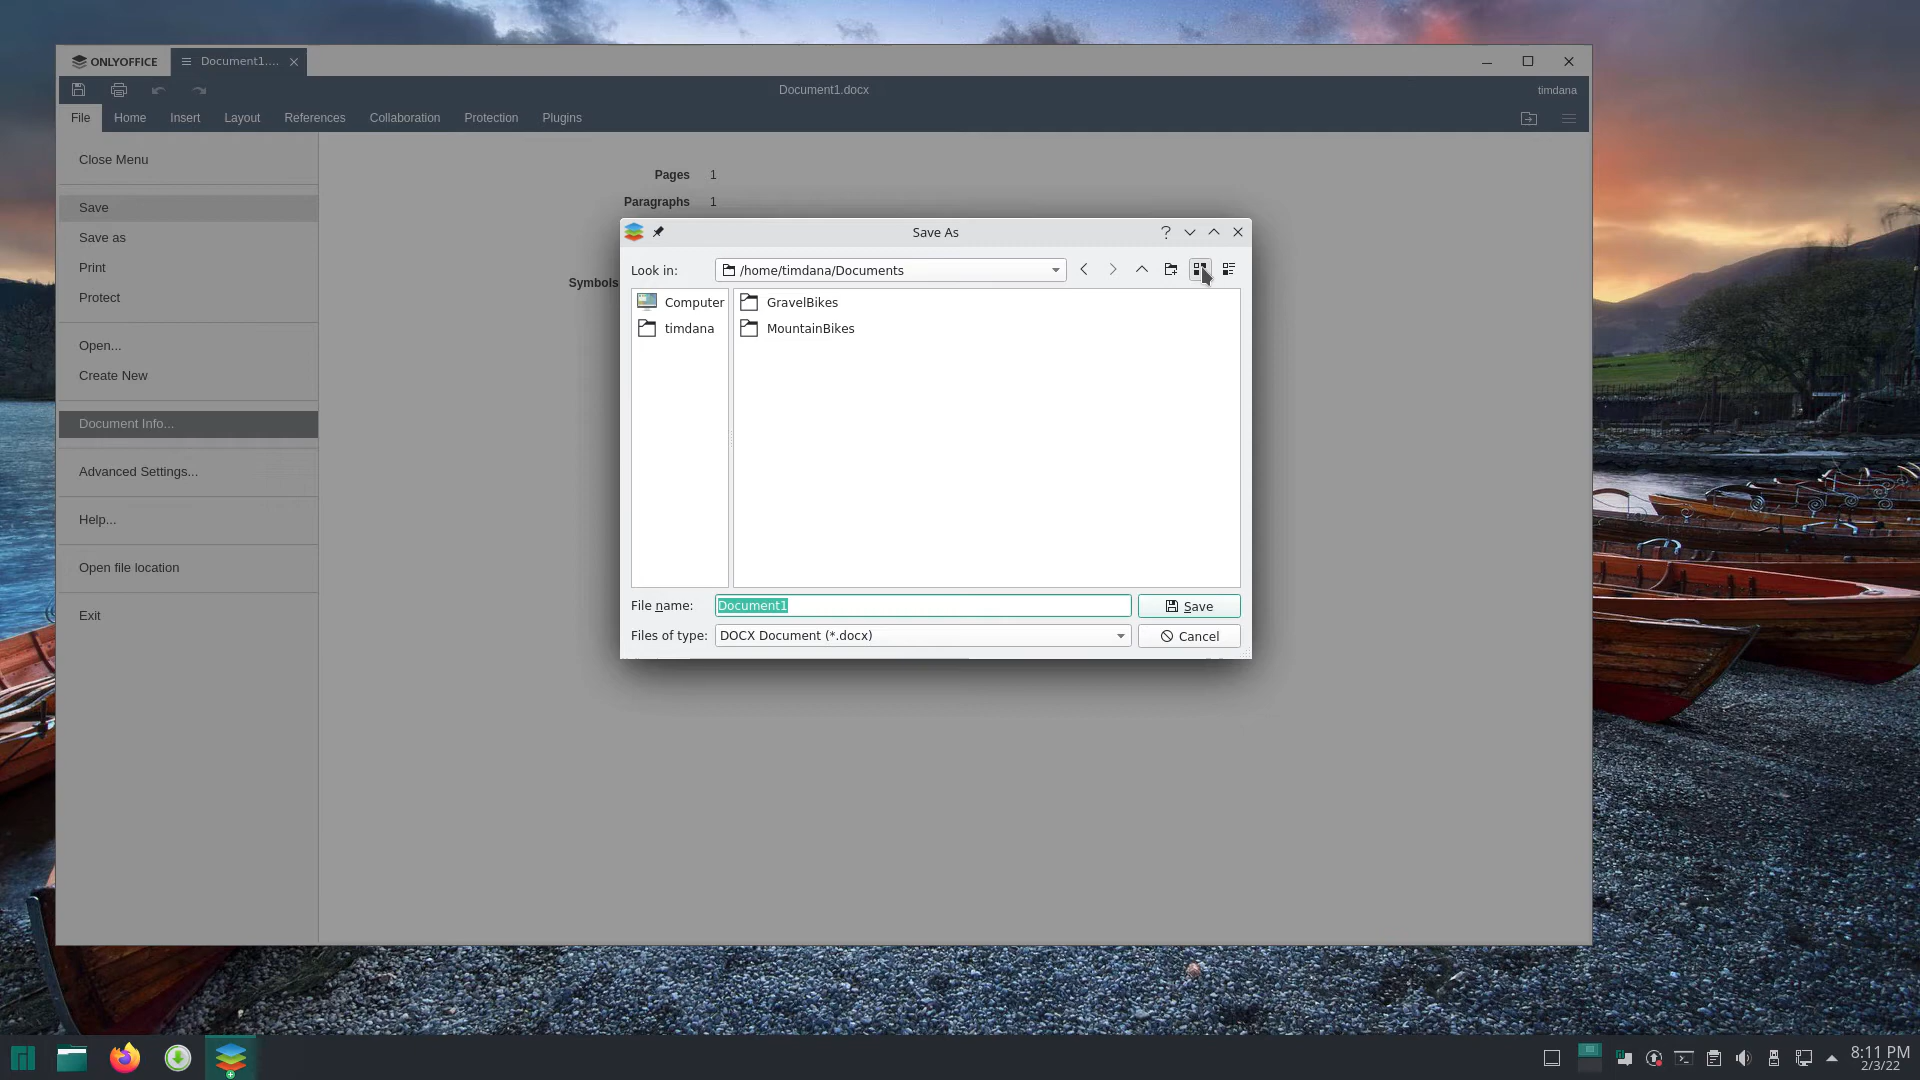 ONLYOFFICE
Document1....
Document1.docx
timdana
File Home Insert Layout References Collaboration Protection Plugins
Close Menu
Save
Save as
Print
Protect
Open...
Create New
Document Info...
Advanced Settings...
Help...
Open file location
Exit
Pages 1
Paragraphs 1
Symbols
Save As
Look in: /home/timdana/Documents
Computer
timdana
GravelBikes
MountainBikes
File name: Document1
Save
Files of type: DOCX Document (*.docx)
Cancel
8:11 PM
2/3/22